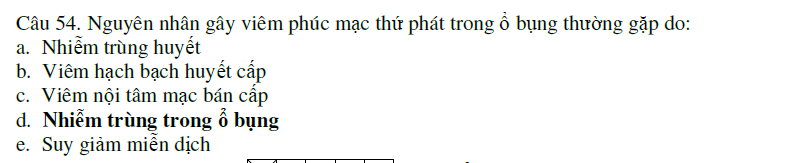 Câu 54. Nguyên nhân gây viêm phúc mạc thứ phát trong ổ bụng thường gặp do:
a. Nhiễm trùng huyết
b. Viêm hạch bạch huyết cấp
c. Viêm nội tâm mạc bán cấp
d. Nhiễm trùng trong ổ bụng
e. Suy giảm miễn dịch